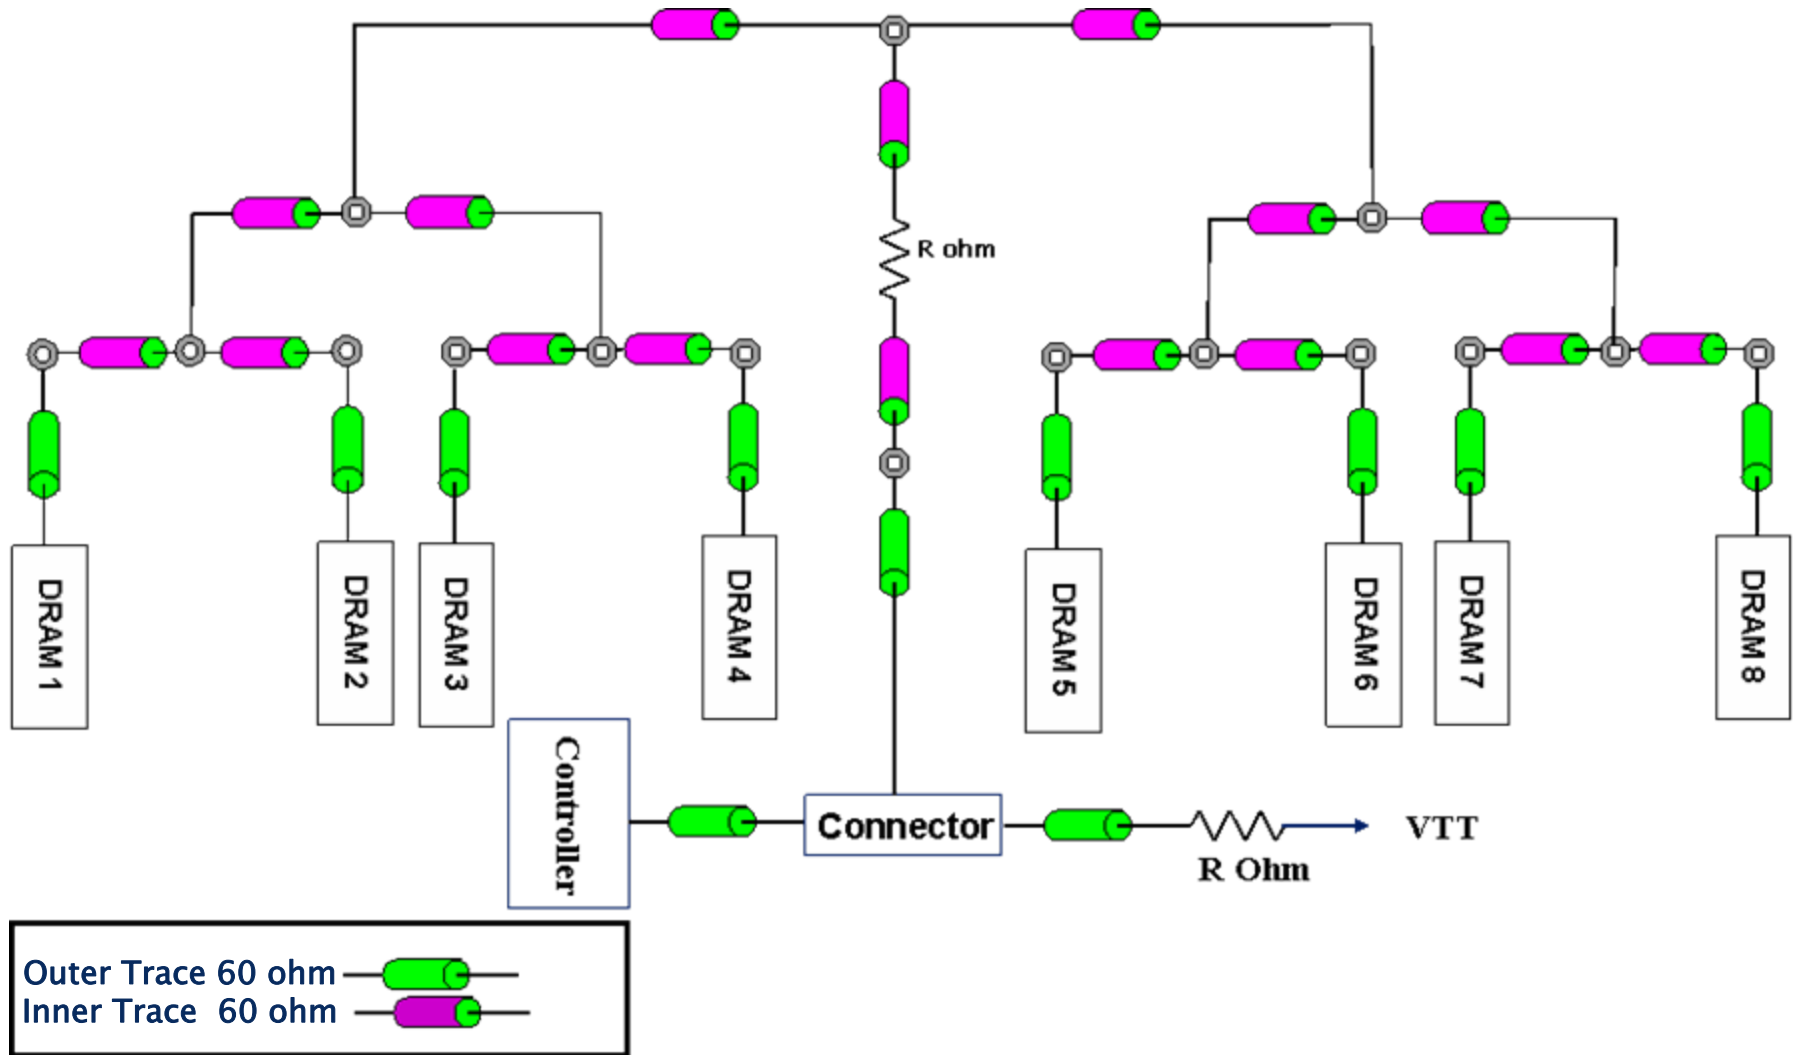 R ohm
DRAM 1
DRAM 2
DRAM 3
DRAM 4
DRAM 5
DRAM 6
DRAM 7
DRAM 8
Controller
Connector
VTT
R Ohm
Outer Trace 60 ohm
Inner Trace 60 ohm